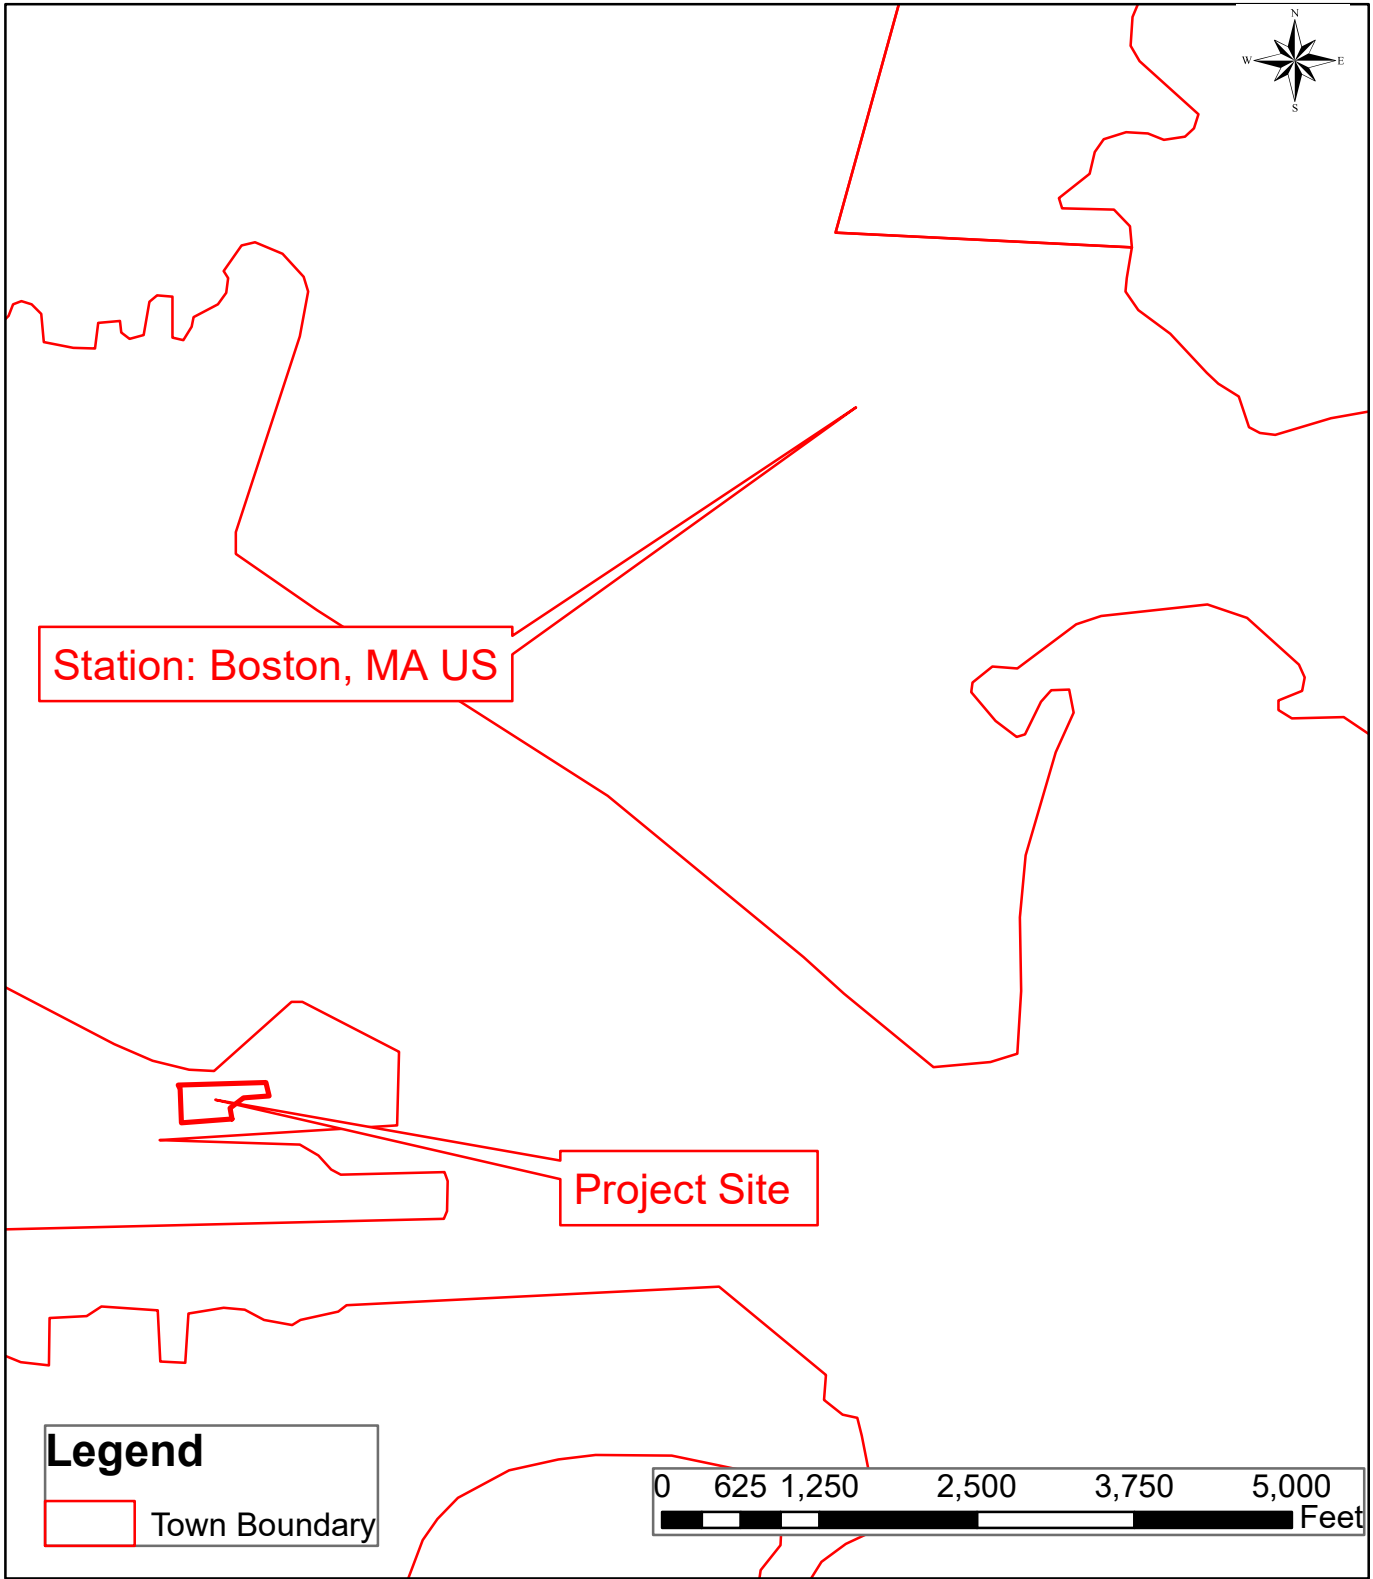 N
W E
S
Station: Boston, MA US
Project Site
Legend
Town Boundary
0 625 1,250 2,500 3,750 5,000
Feet